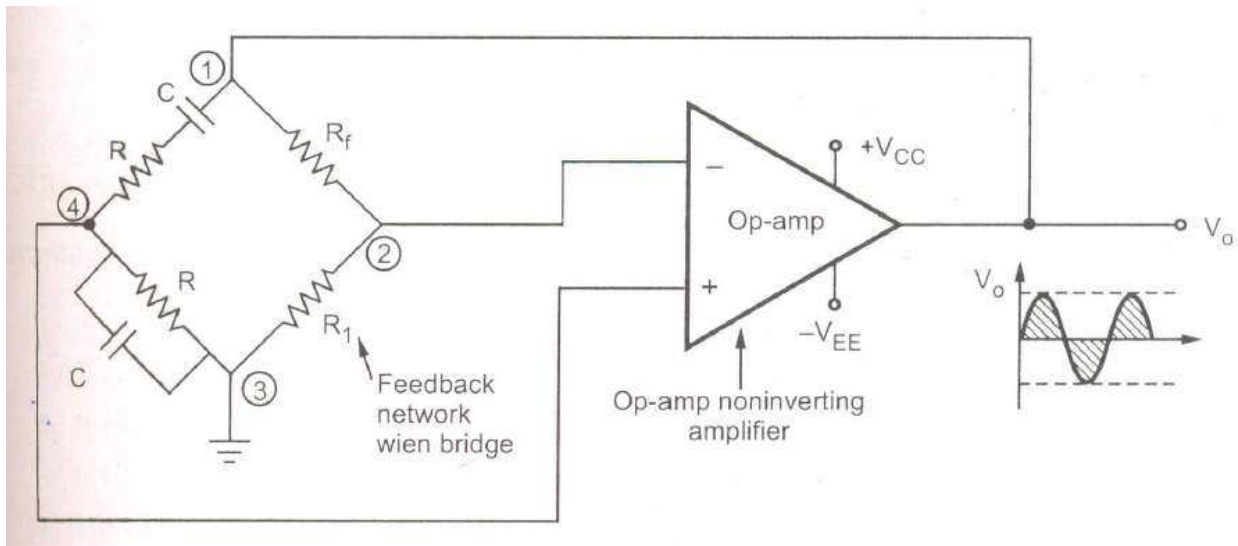 ①
C
R
Rf
④
②
R
R1
C
③
Feedback
network
wien bridge
−
+
Op-amp
+VCC
−VEE
Op-amp noninverting
amplifier
Vo
Vo